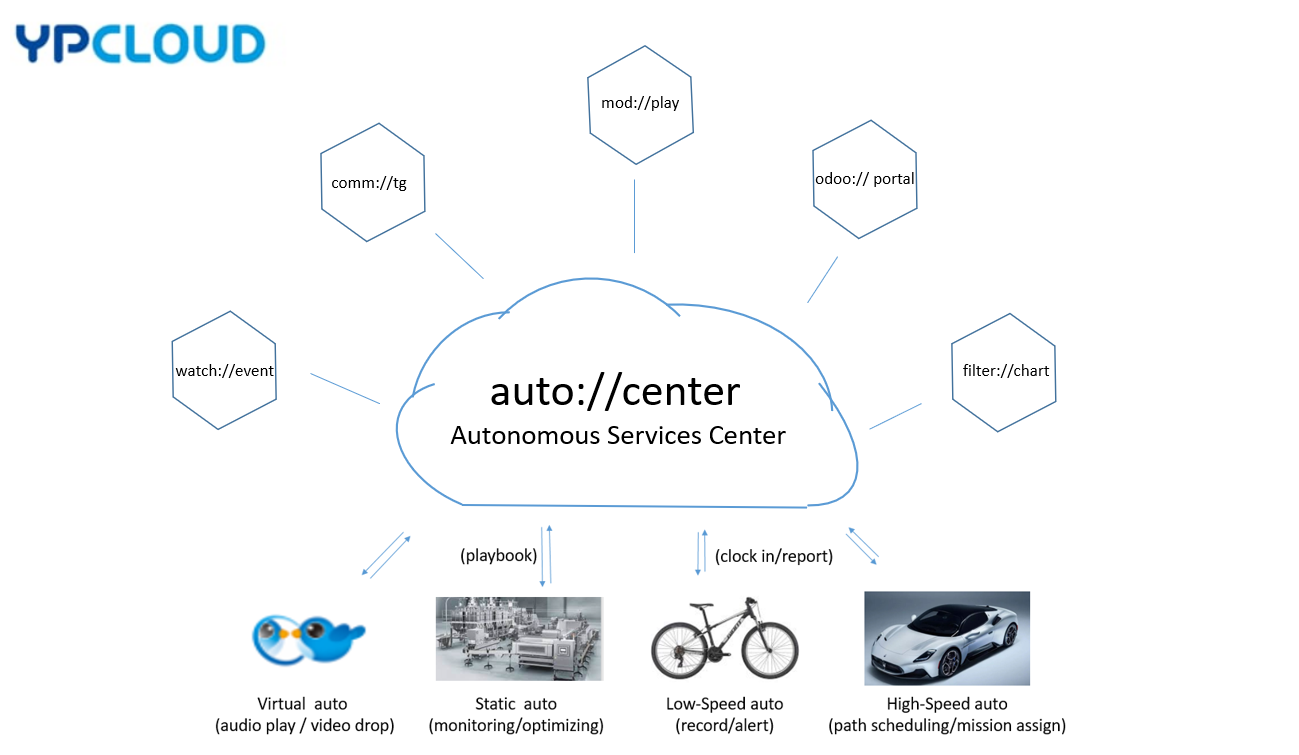 YPCLOUD
mod://play
comm://tg
odoo:// portal
watch://event
filter://chart
auto://center
Autonomous Services Center
(playbook)
(clock in/report)
Virtual  auto
(audio play / video drop)
Static  auto
(monitoring/optimizing)
Low-Speed auto
(record/alert)
High-Speed auto
(path scheduling/mission assign)